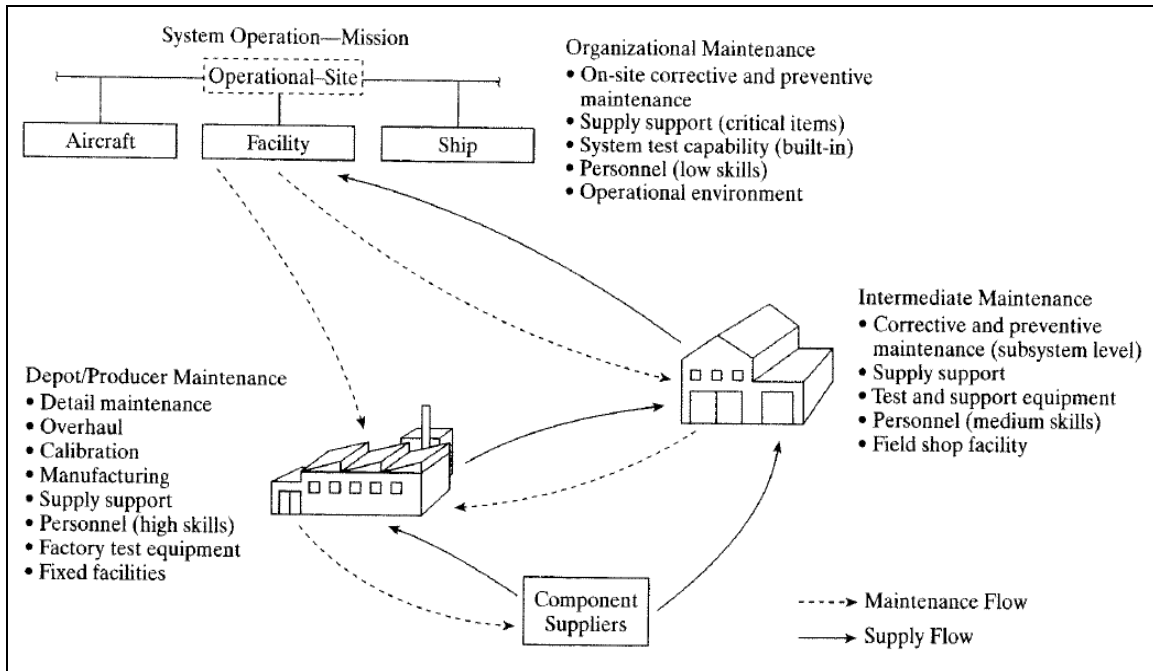 System Operation—Mission
Operational–Site
Aircraft
Facility
Ship
Organizational Maintenance
• On-site corrective and preventive
maintenance
• Supply support (critical items)
• System test capability (built-in)
• Personnel (low skills)
• Operational environment
Intermediate Maintenance
• Corrective and preventive
maintenance (subsystem level)
• Supply support
• Test and support equipment
• Personnel (medium skills)
• Field shop facility
Depot/Producer Maintenance
• Detail maintenance
• Overhaul
• Calibration
• Manufacturing
• Supply support
• Personnel (high skills)
• Factory test equipment
• Fixed facilities
Component
Suppliers
Maintenance Flow
Supply Flow